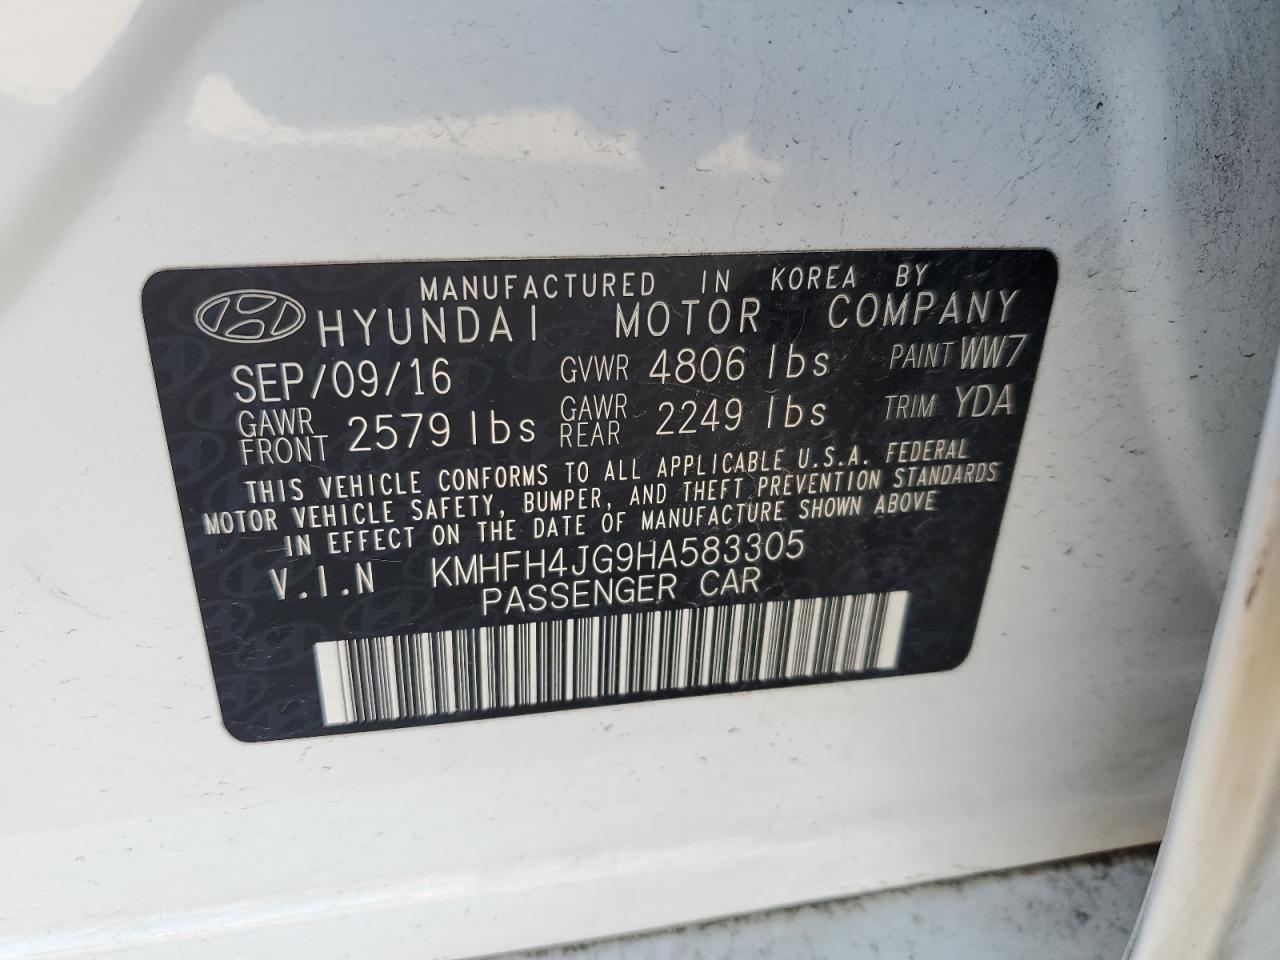 MANUFACTURED IN KOREA BY
HYUNDAI MOTOR COMPANY
SEP/09/16 GVWR 4806 lbs PAINT WW7
GAWR FRONT 2579 lbs GAWR REAR 2249 lbs TRIM YDA
THIS VEHICLE CONFORMS TO ALL APPLICABLE U.S.A. FEDERAL
MOTOR VEHICLE SAFETY, BUMPER, AND THEFT PREVENTION STANDARDS
IN EFFECT ON THE DATE OF MANUFACTURE SHOWN ABOVE
V.I.N KMHFH4JG9HA583305
PASSENGER CAR